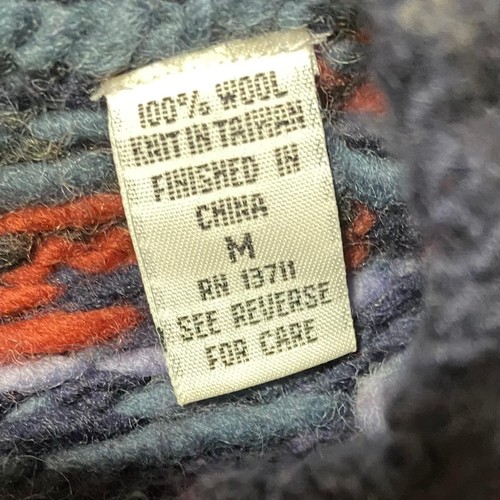 100% WOOL
KNIT IN TAIWAN
FINISHED IN
CHINA
M
RN 13711
SEE REVERSE
FOR CARE